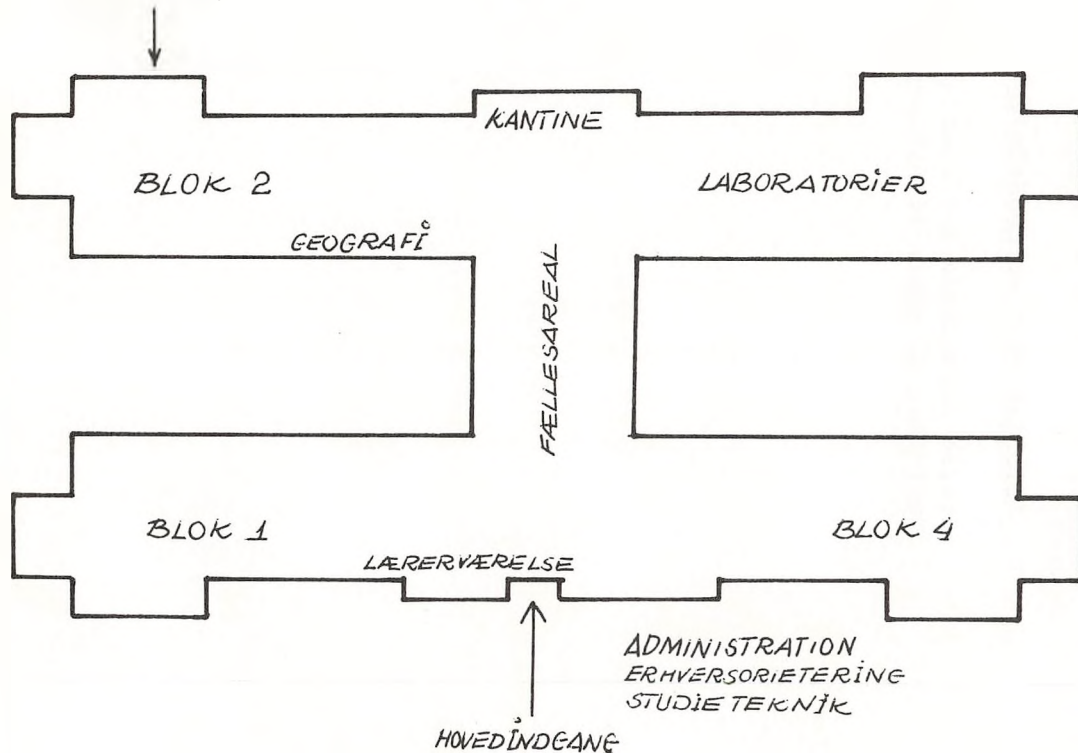 KANTINE
BLOK 2
LABORATORIER
GEOGRAFI
FÆLLESAREAL
BLOK 1
BLOK 4
LÆRERVÆRELSE
ADMINISTRATION
ERHVERSORIETERING
STUDIETEKNIK
HOVEDINDGANG